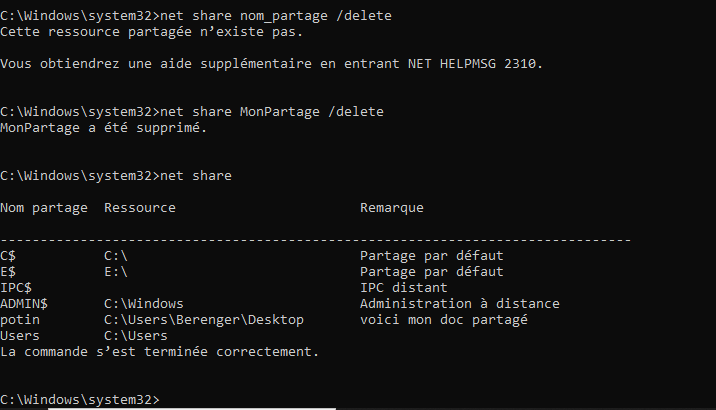 C:\Windows\system32>net share nom_partage /delete
Cette ressource partagée n’existe pas.
Vous obtiendrez une aide supplémentaire en entrant NET HELPMSG 2310.
C:\Windows\system32>net share MonPartage /delete
MonPartage a été supprimé.
C:\Windows\system32>net share
Nom partage  Ressource                       Remarque
-------------------------------------------------------------------------------
C$           C:\                             Partage par défaut
E$           E:\                             Partage par défaut
IPC$                                         IPC distant
ADMIN$       C:\Windows                      Administration à distance
potin        C:\Users\Berenger\Desktop       voici mon doc partagé
Users        C:\Users
La commande s’est terminée correctement.
C:\Windows\system32>